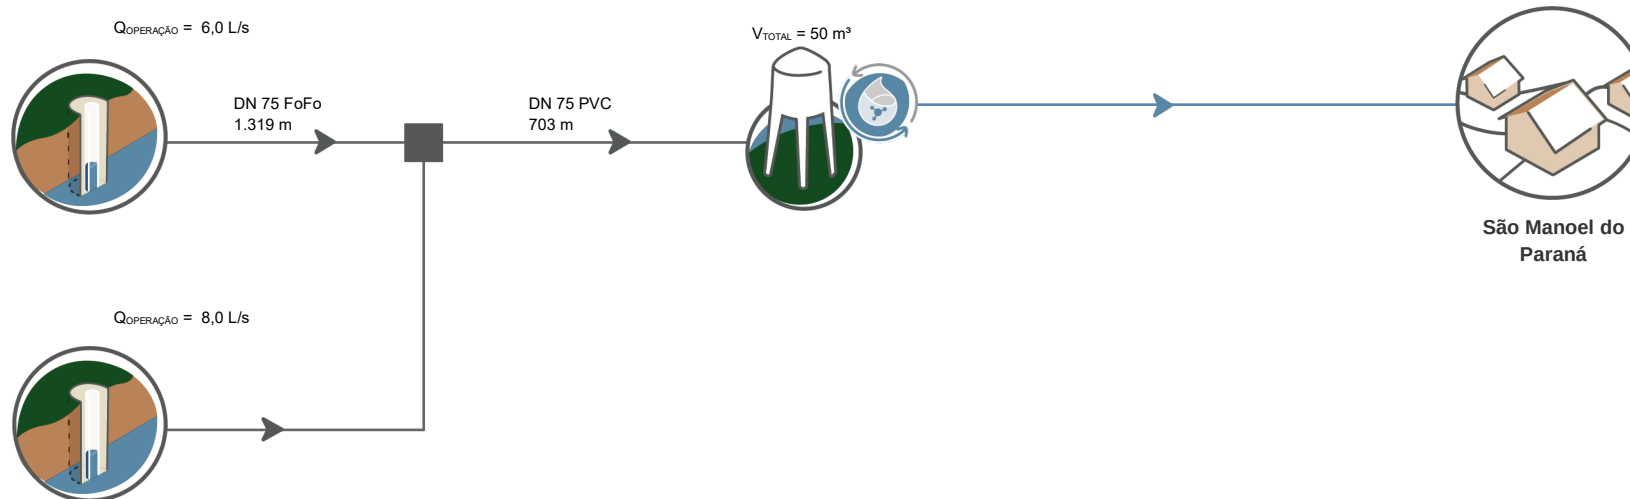 QOPERAÇÃO = 6,0 L/s
VTOTAL = 50 m³
DN 75 FoFo
1.319 m
DN 75 PVC
703 m
São Manoel do
Paraná
QOPERAÇÃO = 8,0 L/s